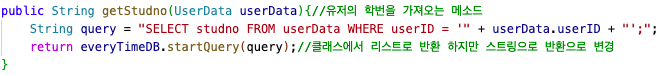 public String getStudno(UserData userData){//유저의 학번을 가져오는 메소드
String query = "SELECT studno FROM userData WHERE userID = '" + userData.userID + "';";
return everyTimeDB.startQuery(query);//클래스에서 리스트로 반환 하지만 스트링으로 반환으로 변경
}